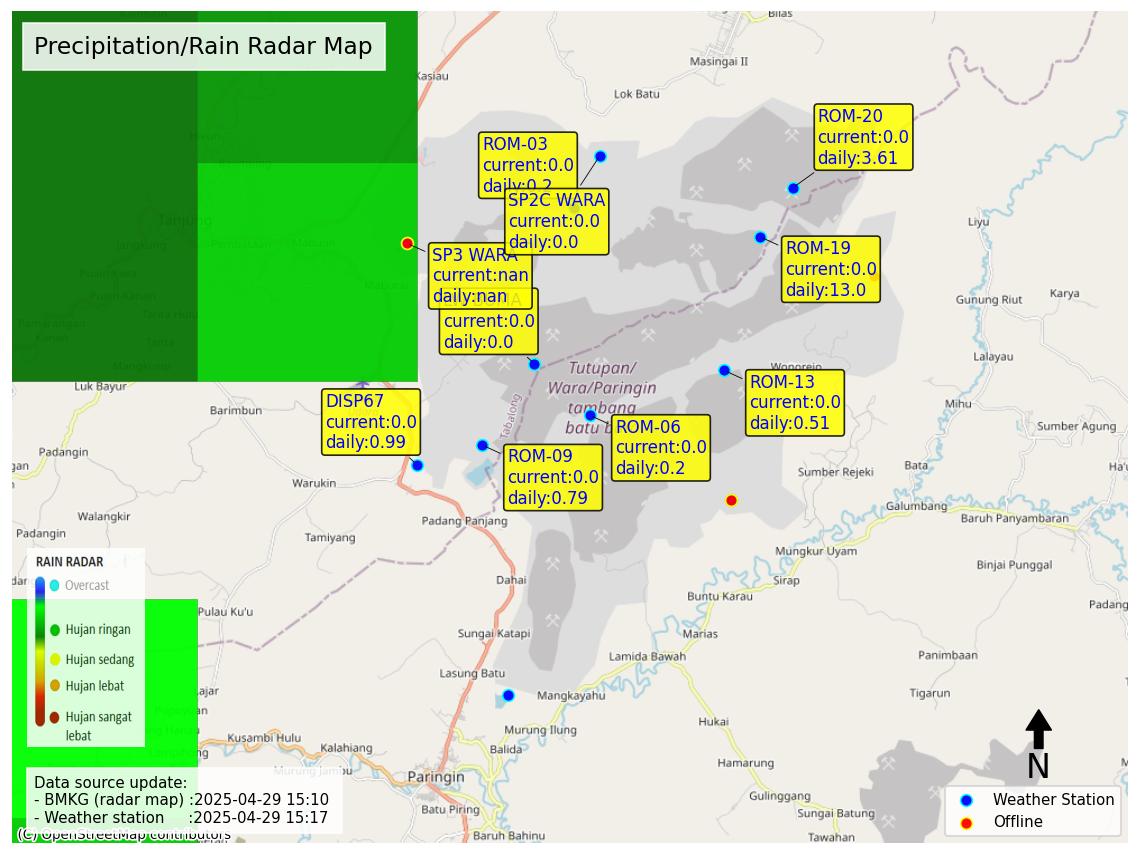 Precipitation/Rain Radar Map
Bilas
Masingai II
Kasiau
Lok Batu
ROM-20
current:0.0
daily:3.61
ROM-03
current:0.0
daily:0.2
SP2C WARA
current:0.0
daily:0.0
Tanjung
Jangkung
Mabuun
Liyu
ROM-19
current:0.0
daily:13.0
SP3 WARA
current:nan
daily:nan
current:0.0
daily:0.0
Gunung Riut
Karya
Lalayau
Wonorejo
Tutupan/
Wara/Paringin
tambang
batu b
Tabalong
ROM-13
current:0.0
daily:0.51
Luk Bayur
Barimbun
DISP67
current:0.0
daily:0.99
ROM-06
current:0.0
daily:0.2
ROM-09
current:0.0
daily:0.79
Mihu
Sumber Agung
Padangin
Warukin
Sumber Rejeki
Bata
Galumbang
Baruh Panyambaran
Walangkir
Padang Panjang
Padangin
Tamiyang
Mungkur Uyam
Binjai Punggal
Dahai
Sirap
Buntu Karau
Padang
Pulau Ku'u
Sungai Katapi
Marias
Lamida Bawah
Panimbaan
Lasung Batu
Mangkayahu
Tigarun
Hukai
Murung Ilung
Kusambi Hulu
Kalahiang
Balida
Hamarung
Murung Jambu
Paringin
Gulinggang
Batu Piring
Sungai Batung
Baruh Bahinu
Tawahan
RAIN RADAR
Overcast
Hujan ringan
Hujan sedang
Hujan lebat
Hujan sangat
lebat
N
Data source update:
- BMKG (radar map) :2025-04-29 15:10
- Weather station :2025-04-29 15:17
(C) OpenStreetMap contributors
Weather Station
Offline